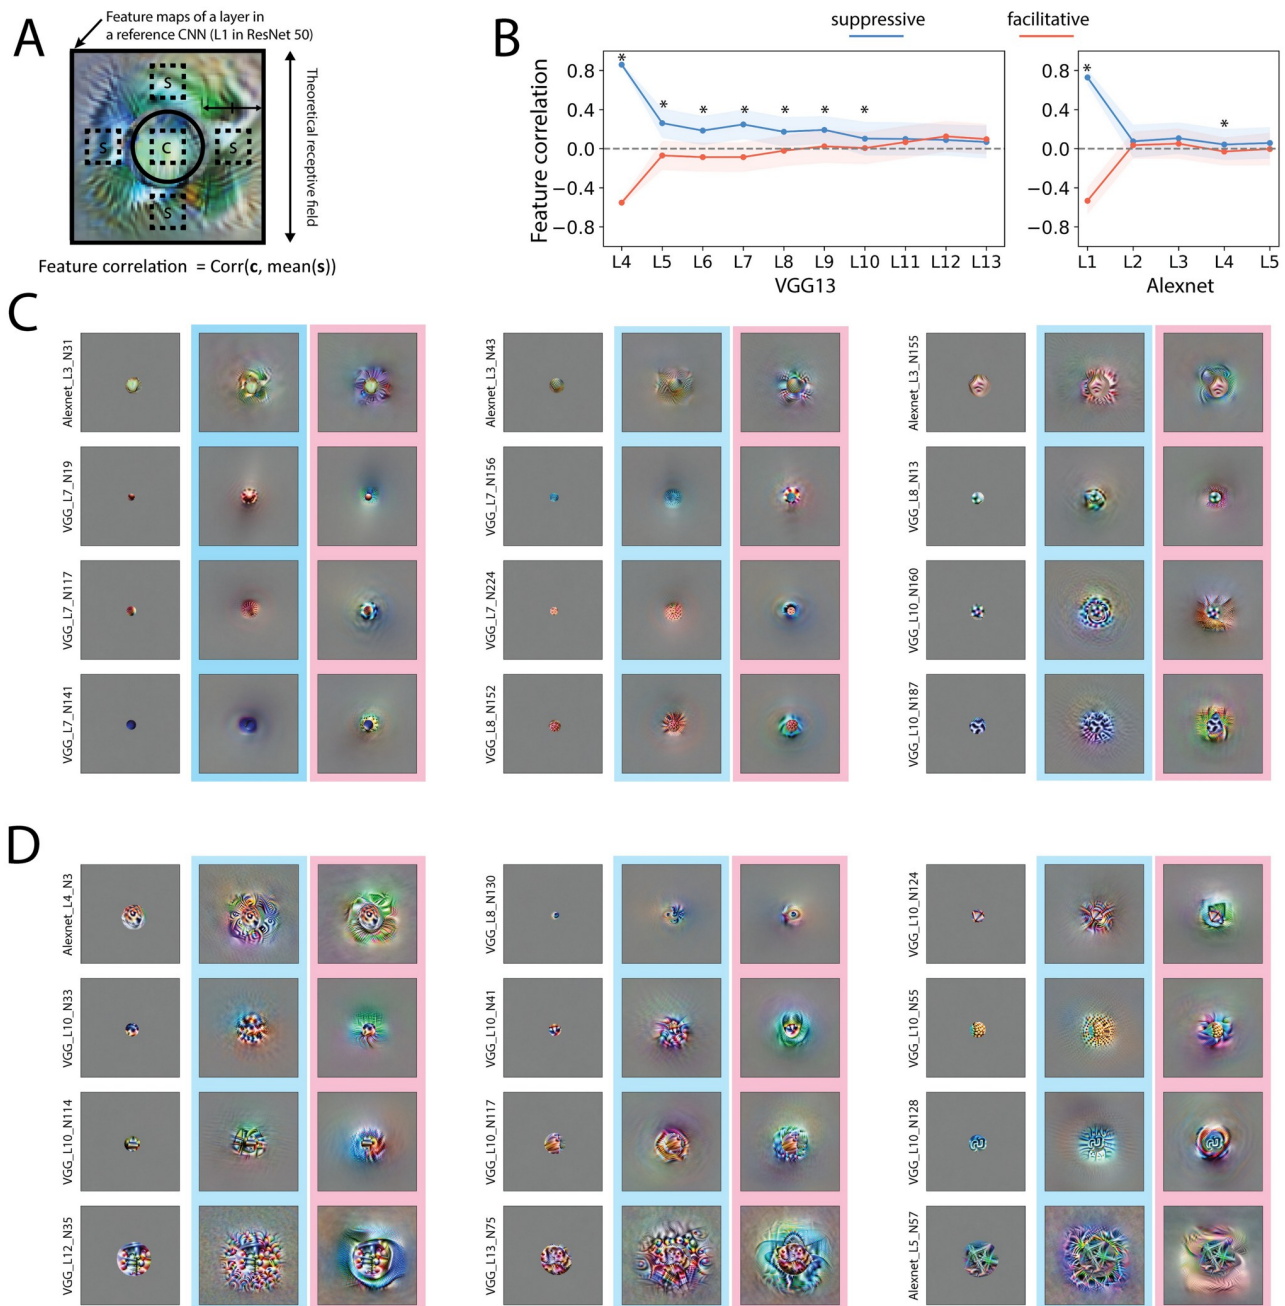 A
Feature maps of a layer in
a reference CNN (L1 in ResNet 50)
S
S
C
S
S
Theoretical receptive field
Feature correlation = Corr(c, mean(s))
B
suppressive
facilitative
Feature correlation
0.8
0.4
0.0
−0.4
−0.8
* * * * * * *
L4 L5 L6 L7 L8 L9 L10 L11 L12 L13
VGG13
0.8
0.4
0.0
−0.4
−0.8
* *
L1 L2 L3 L4 L5
Alexnet
C
Alexnet_L3_N31
Alexnet_L3_N43
Alexnet_L3_N155
VGG_L7_N19
VGG_L7_N156
VGG_L8_N13
VGG_L7_N117
VGG_L7_N224
VGG_L10_N160
VGG_L7_N141
VGG_L8_N152
VGG_L10_N187
D
Alexnet_L4_N3
VGG_L8_N130
VGG_L10_N124
VGG_L10_N33
VGG_L10_N41
VGG_L10_N55
VGG_L10_N114
VGG_L10_N117
VGG_L10_N128
VGG_L12_N35
VGG_L13_N75
Alexnet_L5_N57